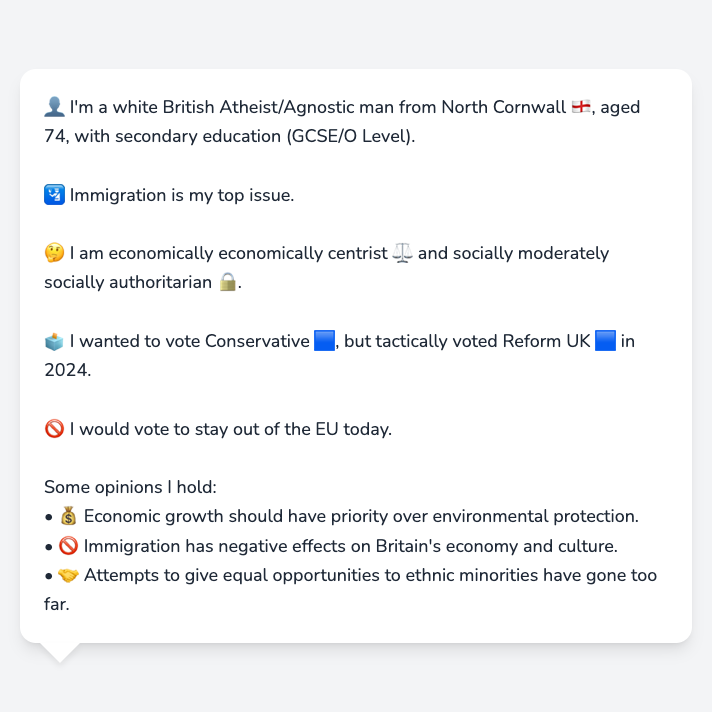 👤 I'm a white British Atheist/Agnostic man from North Cornwall 🏴󠁧󠁢󠁥󠁮󠁧󠁿, aged
74, with secondary education (GCSE/O Level).
🛂 Immigration is my top issue.
🤔 I am economically economically centrist ⚖️ and socially moderately
socially authoritarian 🔒.
🗳️ I wanted to vote Conservative 🟦, but tactically voted Reform UK 🟦 in
2024.
🚫 I would vote to stay out of the EU today.
Some opinions I hold:
• 💰 Economic growth should have priority over environmental protection.
• 🚫 Immigration has negative effects on Britain's economy and culture.
• 🤝 Attempts to give equal opportunities to ethnic minorities have gone too
far.